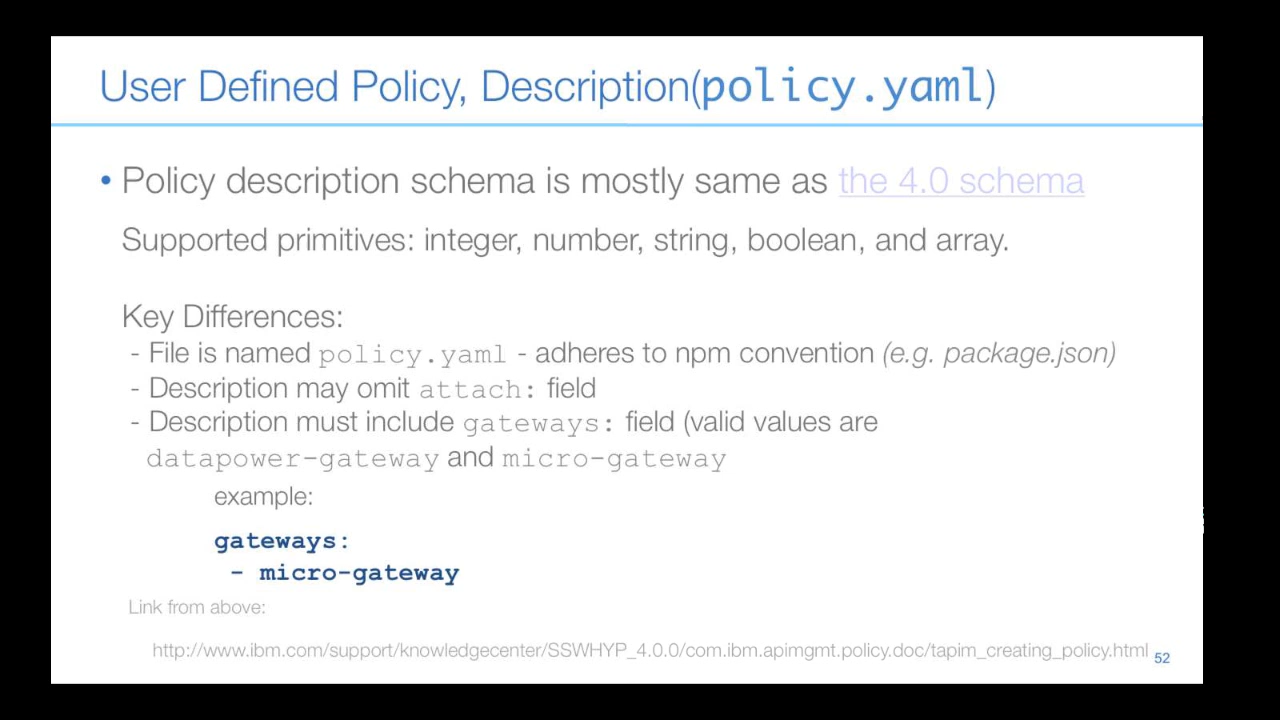 User Defined Policy, Description(policy.yaml)
• Policy description schema is mostly same as the 4.0 schema
Supported primitives: integer, number, string, boolean, and array.
Key Differences:
- File is named policy.yaml - adheres to npm convention (e.g. package.json)
- Description may omit attach: field
- Description must include gateways: field (valid values are
datapower-gateway and micro-gateway
example:
gateways:
- micro-gateway
Link from above:
http://www.ibm.com/support/knowledgecenter/SSWHYP_4.0.0/com.ibm.apimgmt.policy.doc/tapim_creating_policy.html
52